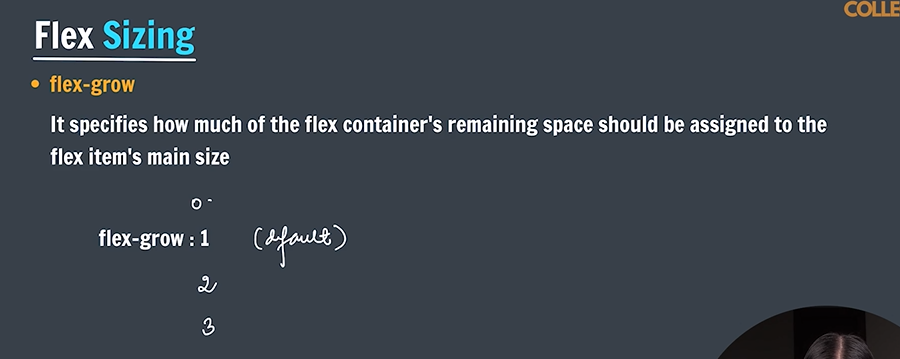 COLLE
Flex Sizing
• flex-grow
It specifies how much of the flex container's remaining space should be assigned to the
flex item's main size
0
flex-grow : 1 (default)
2
3